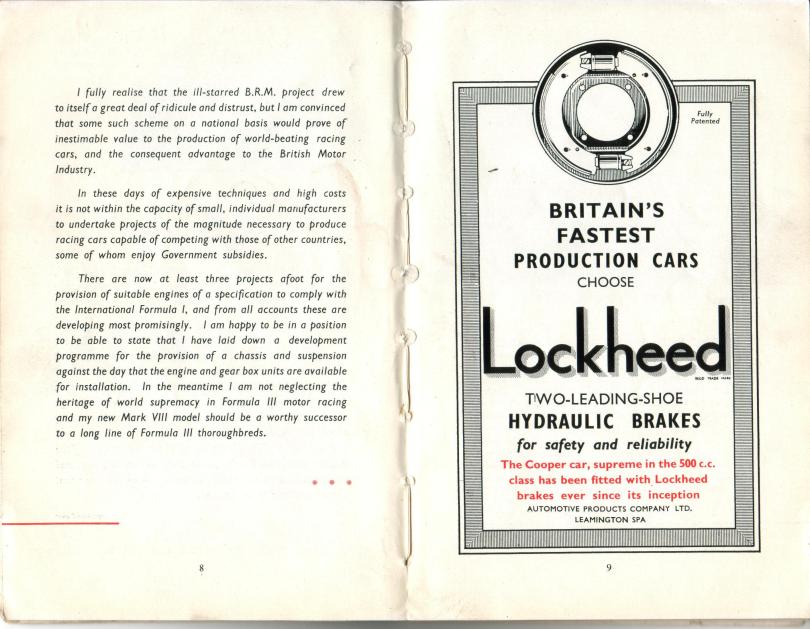 I fully realise that the ill-starred B.R.M. project drew
to itself a great deal of ridicule and distrust, but I am convinced
that some such scheme on a national basis would prove of
inestimable value to the production of world-beating racing
cars, and the consequent advantage to the British Motor
Industry.
In these days of expensive techniques and high costs
it is not within the capacity of small, individual manufacturers
to undertake projects of the magnitude necessary to produce
racing cars capable of competing with those of other countries,
some of whom enjoy Government subsidies.
There are now at least three projects afoot for the
provision of suitable engines of a specification to comply with
the International Formula I, and from all accounts these are
developing most promisingly. I am happy to be in a position
to be able to state that I have laid down a development
programme for the provision of a chassis and suspension
against the day that the engine and gear box units are available
for installation. In the meantime I am not neglecting the
heritage of world supremacy in Formula III motor racing
and my new Mark VIII model should be a worthy successor
to a long line of Formula III thoroughbreds.
8
Fully
Patented
BRITAIN'S
FASTEST
PRODUCTION CARS
CHOOSE
Lockheed
REGD TRADE MARK
TWO-LEADING-SHOE
HYDRAULIC BRAKES
for safety and reliability
The Cooper car, supreme in the 500 c.c.
class has been fitted with Lockheed
brakes ever since its inception
AUTOMOTIVE PRODUCTS COMPANY LTD.
LEAMINGTON SPA
9